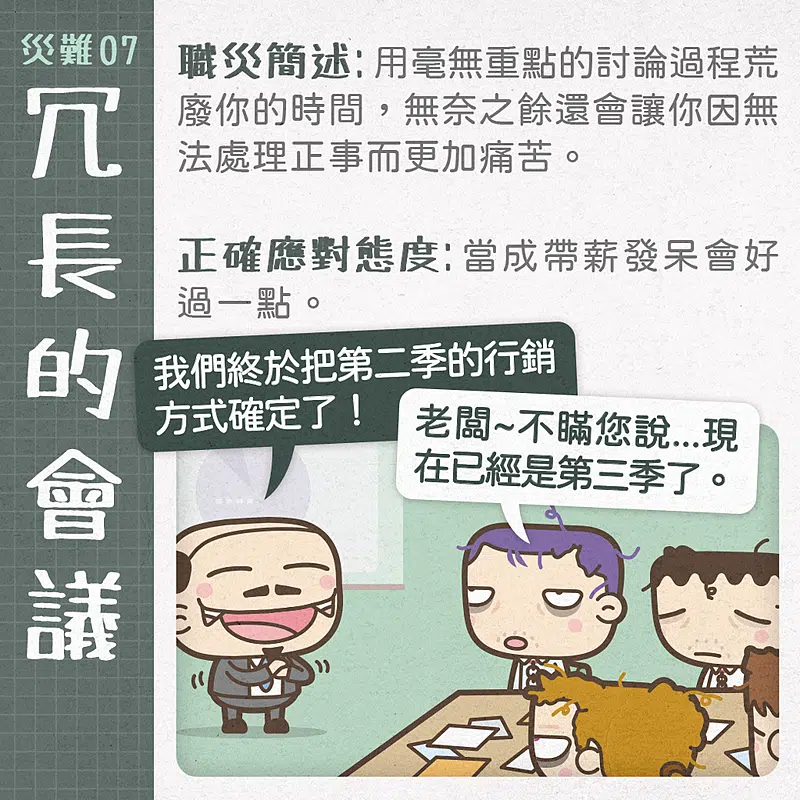 災難07
冗長的會議
職災簡述:用毫無重點的討論過程荒
廢你的時間，無奈之餘還會讓你因無
法處理正事而更加痛苦。
正確應對態度:當成帶薪發呆會好
過一點。
我們終於把第二季的行銷
方式確定了！
老闆~不瞞您說...現
在已經是第三季了。